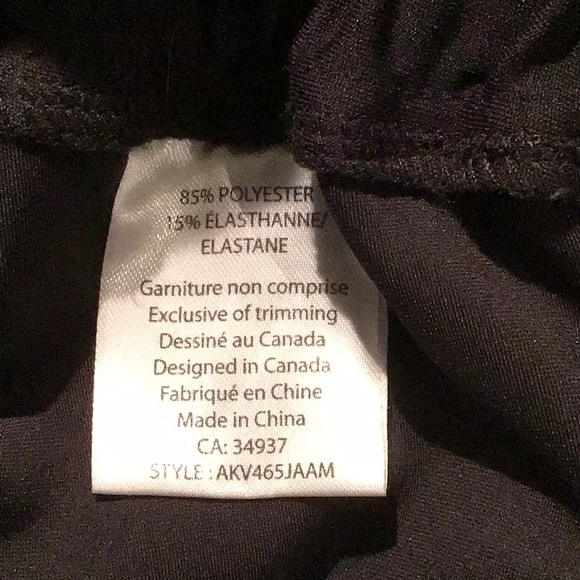 85% POLYESTER
15% ÉLASTHANNE/
ELASTANE
Garniture non comprise
Exclusive of trimming
Dessiné au Canada
Designed in Canada
Fabriqué en Chine
Made in China
CA: 34937
STYLE : AKV465JAAM